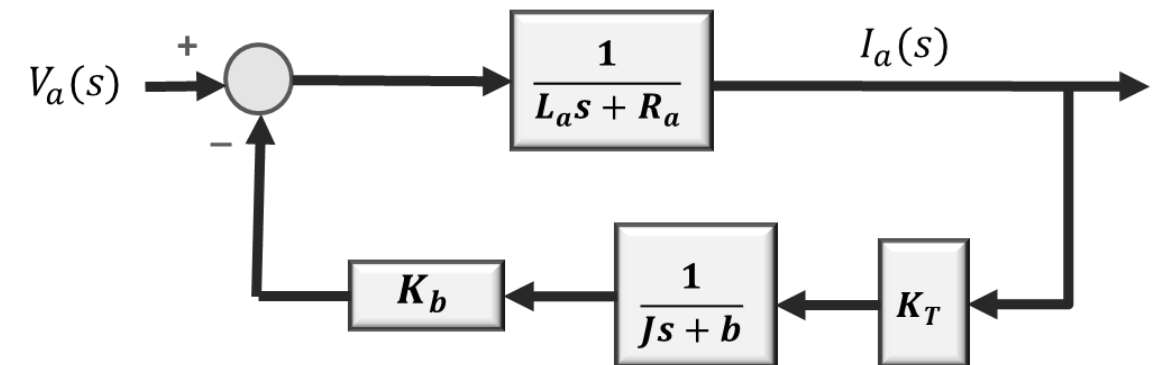 +
V_a(s)
−
1
L_a s + R_a
I_a(s)
K_b
1
Js + b
K_T